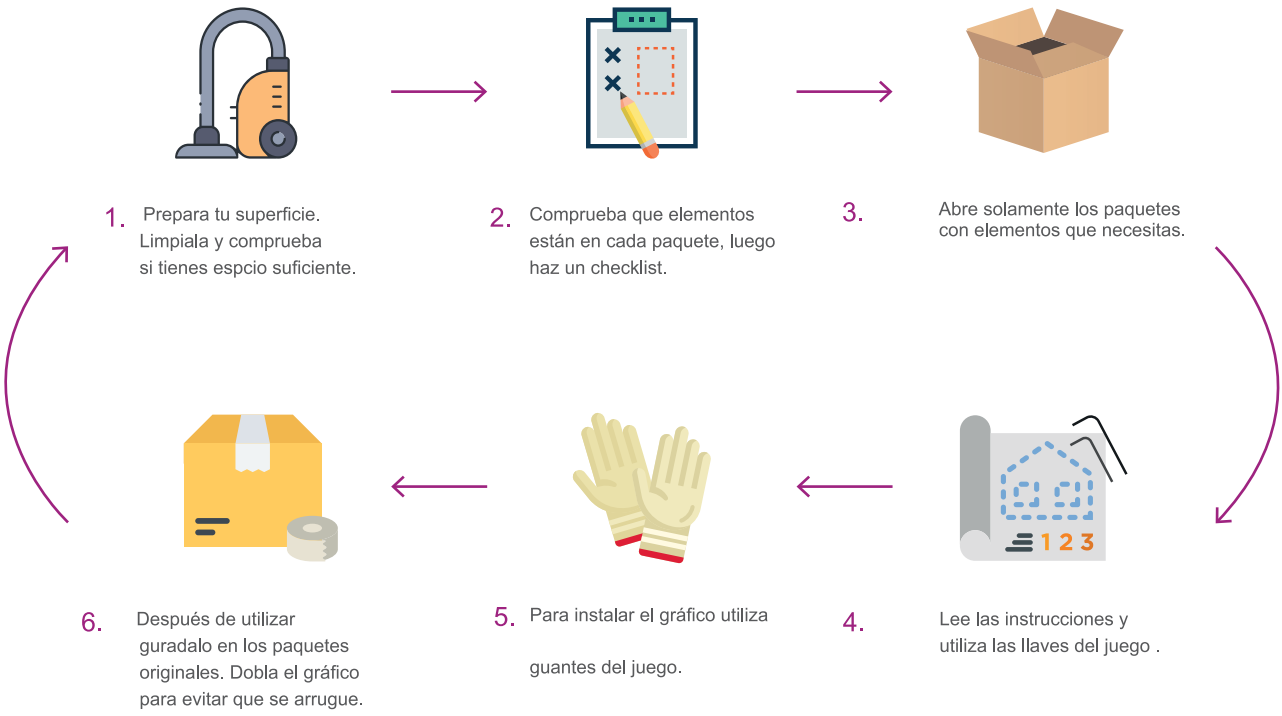 1. Prepara tu superficie.
Limpiala y comprueba
si tienes espcio suficiente.
2. Comprueba que elementos
están en cada paquete, luego
haz un checklist.
3. Abre solamente los paquetes
con elementos que necesitas.
1 2 3
4. Lee las instrucciones y
utiliza las llaves del juego .
5. Para instalar el gráfico utiliza
guantes del juego.
6. Después de utilizar
guradalo en los paquetes
originales. Dobla el gráfico
para evitar que se arrugue.